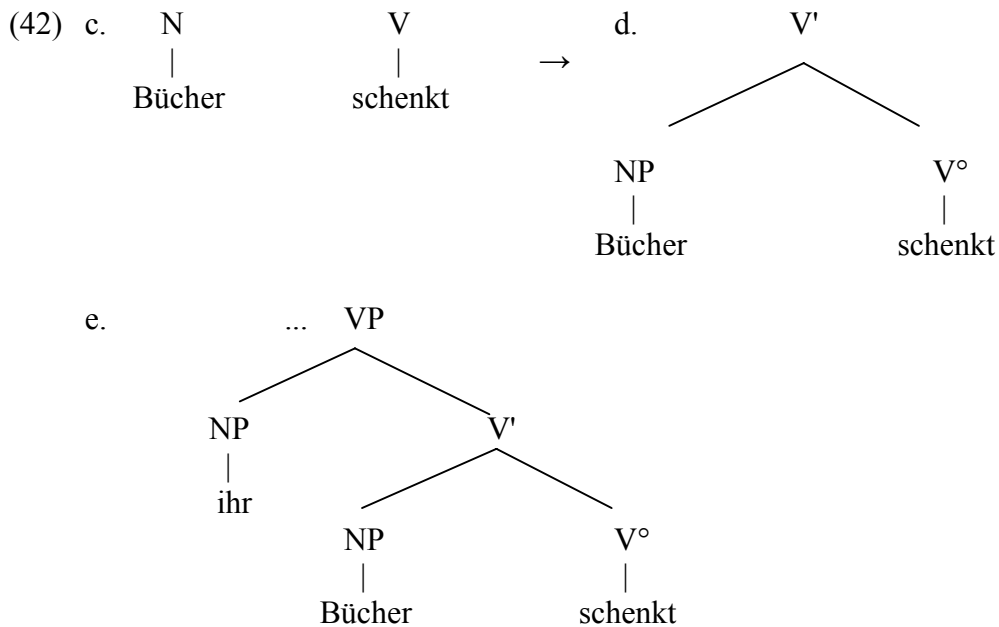 (42) c. N V → d. V'
| |
Bücher schenkt
NP V°
| |
Bücher schenkt
e. ... VP
NP V'
|
ihr
NP V°
| |
Bücher schenkt